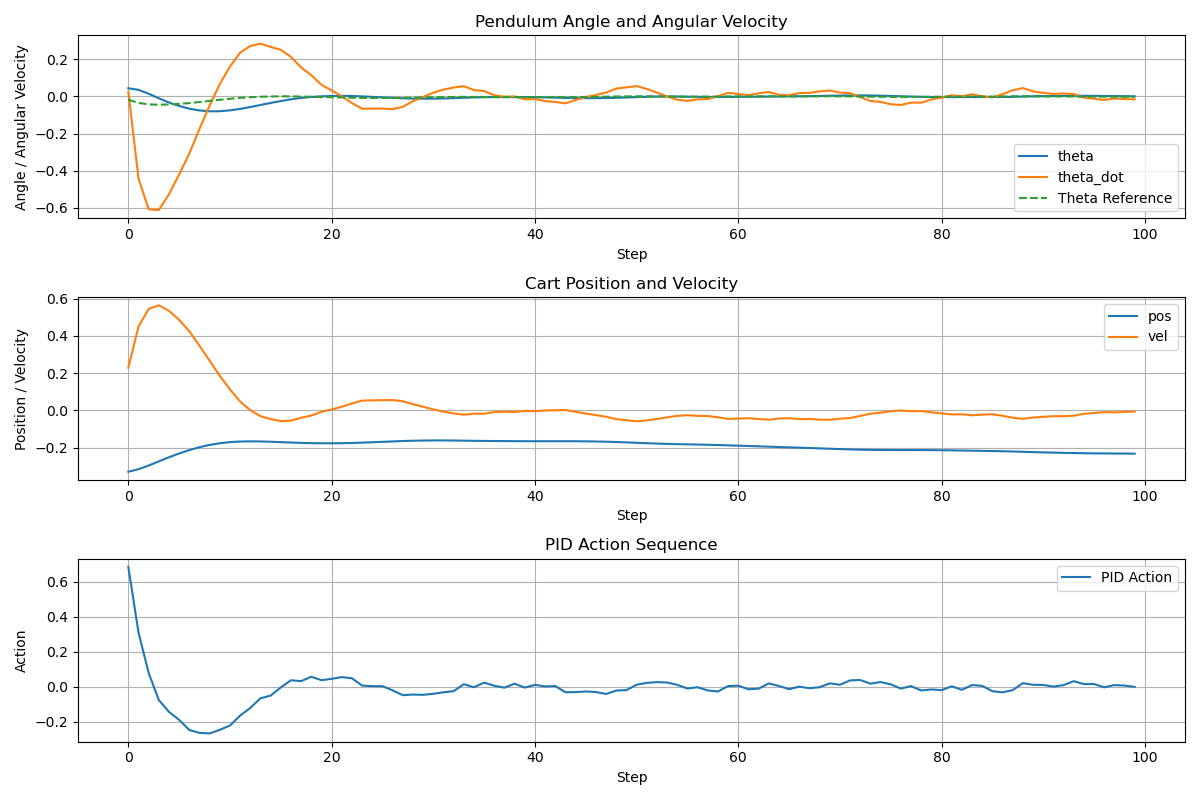 Pendulum Angle and Angular Velocity
Angle / Angular Velocity
0.2
0.0
−0.2
−0.4
−0.6
theta
theta_dot
Theta Reference
0 20 40 60 80 100
Step
Cart Position and Velocity
Position / Velocity
0.6
0.4
0.2
0.0
−0.2
pos
vel
0 20 40 60 80 100
Step
PID Action Sequence
Action
0.6
0.4
0.2
0.0
−0.2
PID Action
0 20 40 60 80 100
Step